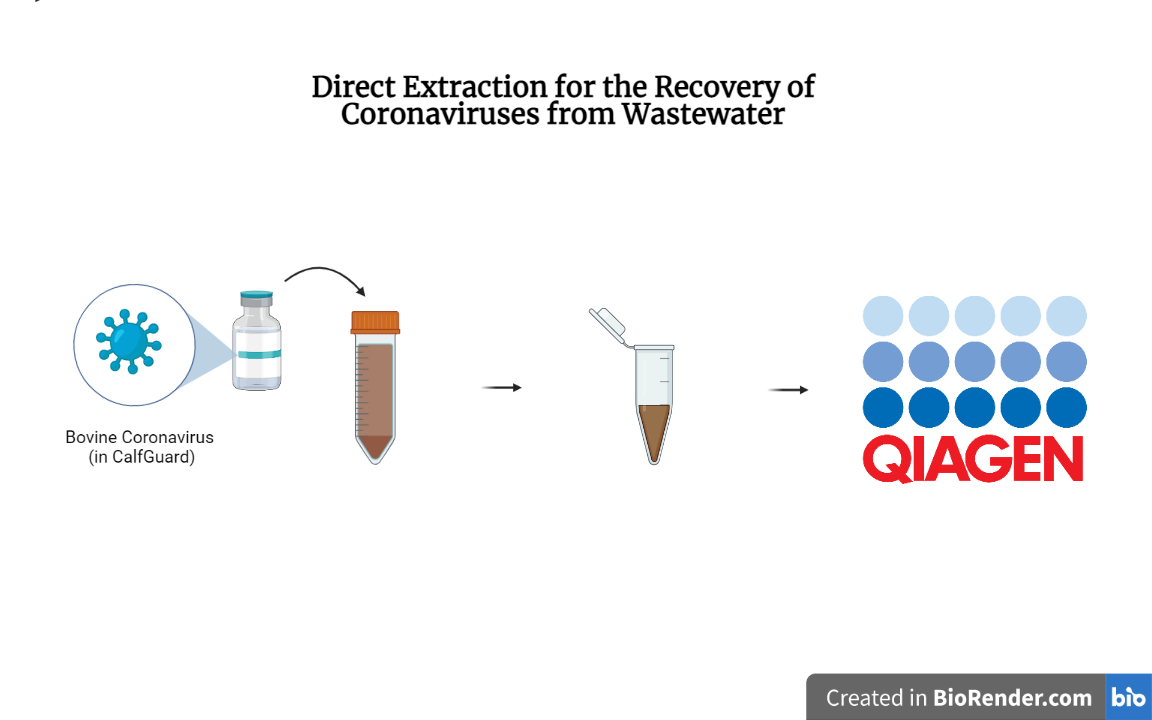 Direct Extraction for the Recovery of
Coronaviruses from Wastewater
Bovine Coronavirus
(in CalfGuard)
QIAGEN
Created in BioRender.com bio